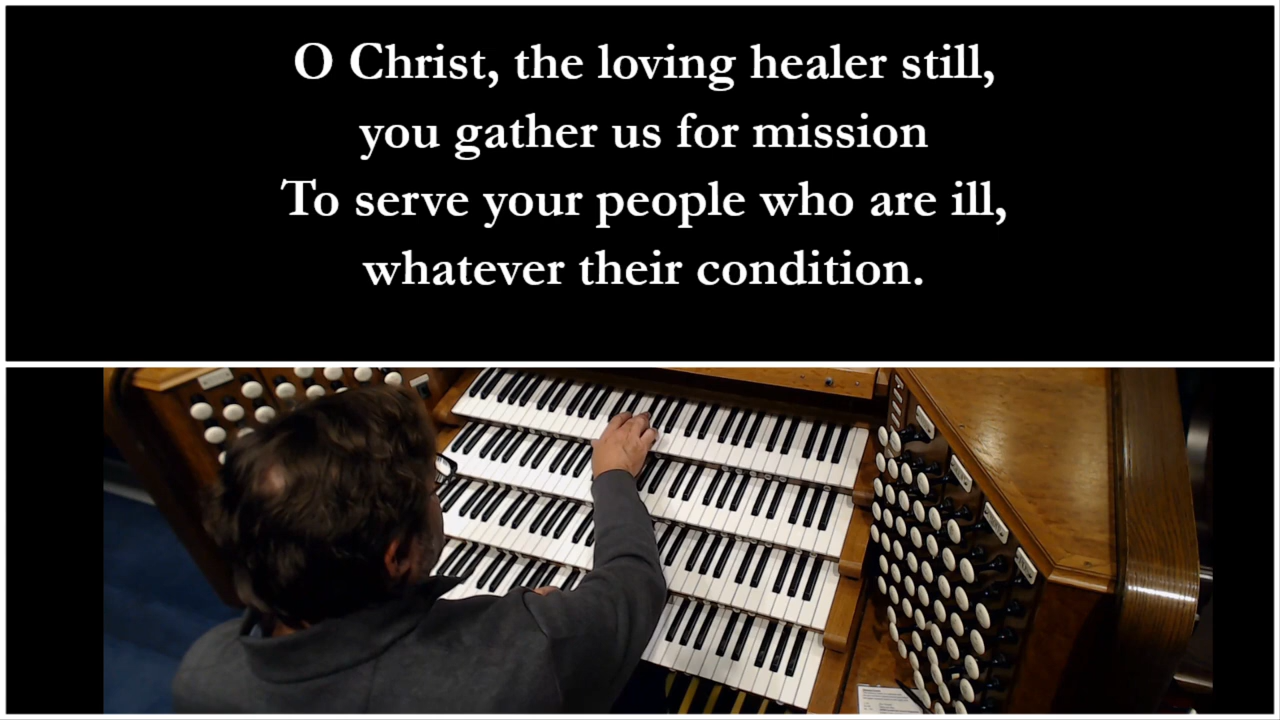 O Christ, the loving healer still,
you gather us for mission
To serve your people who are ill,
whatever their condition.